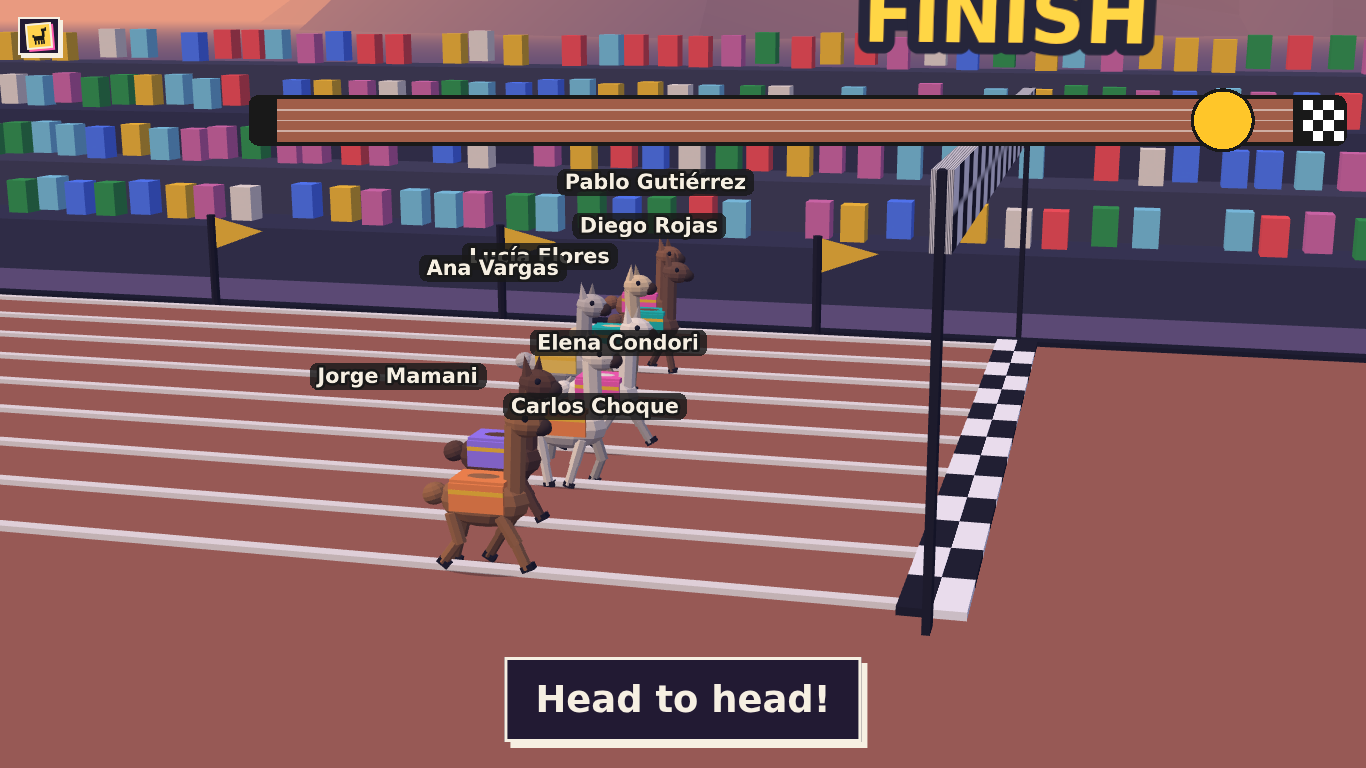 FINISH
Pablo Gutiérrez
Diego Rojas
Lucía Flores
Ana Vargas
Elena Condori
Jorge Mamani
Carlos Choque
Head to head!